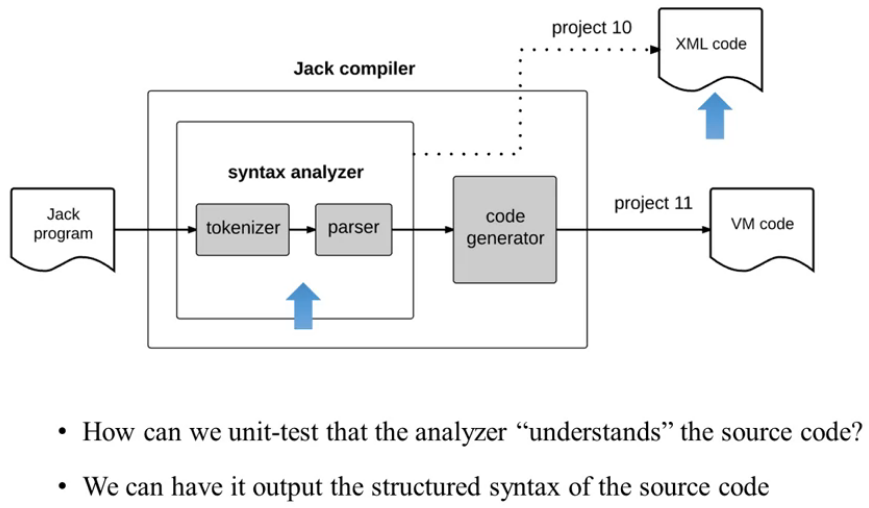 project 10
XML code
Jack compiler
syntax analyzer
Jack
program
tokenizer
parser
code
generator
project 11
VM code
• How can we unit-test that the analyzer “understands” the source code?
• We can have it output the structured syntax of the source code